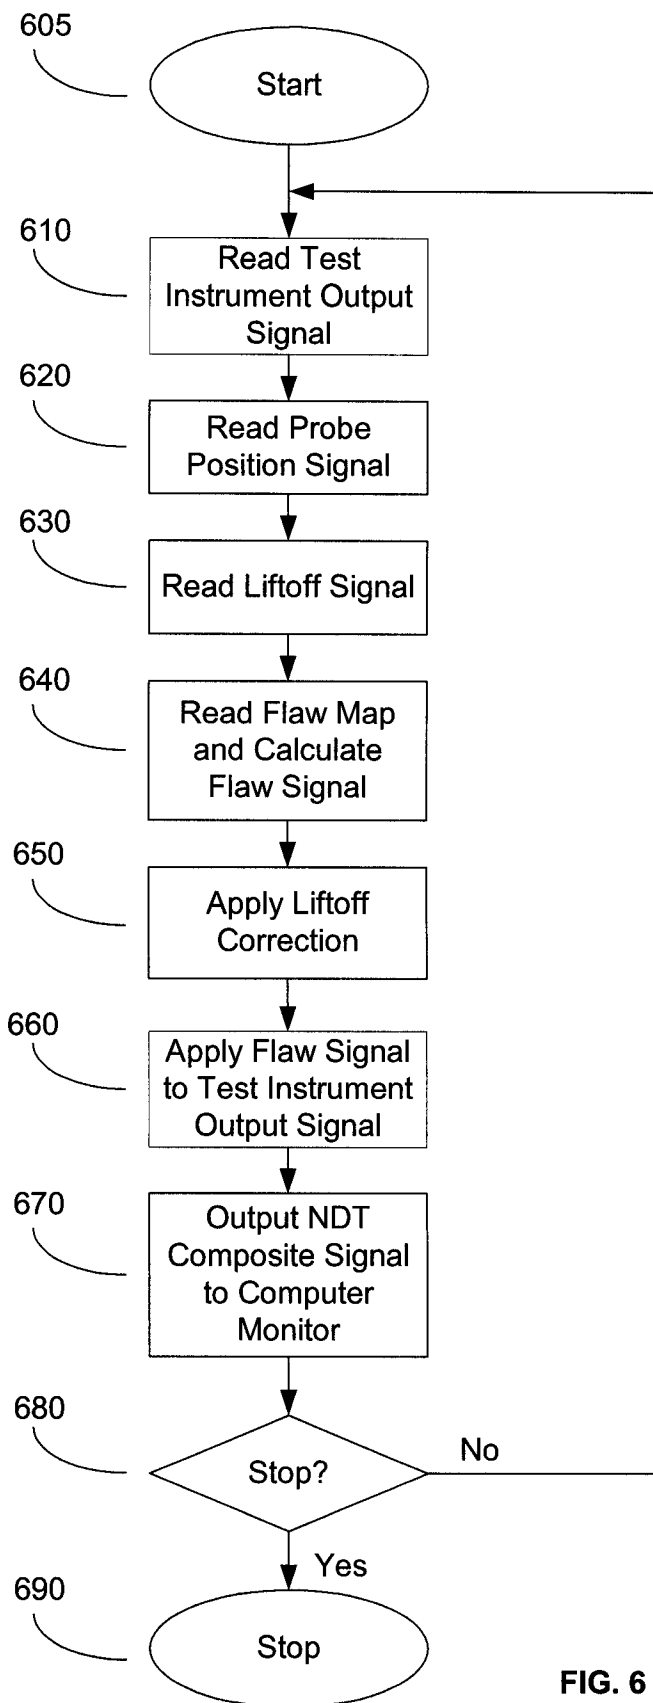 605
Start
610
Read Test
Instrument Output
Signal
620
Read Probe
Position Signal
630
Read Liftoff Signal
640
Read Flaw Map
and Calculate
Flaw Signal
650
Apply Liftoff
Correction
660
Apply Flaw Signal
to Test Instrument
Output Signal
670
Output NDT
Composite Signal
to Computer
Monitor
680
Stop?
No
Yes
690
Stop
FIG. 6